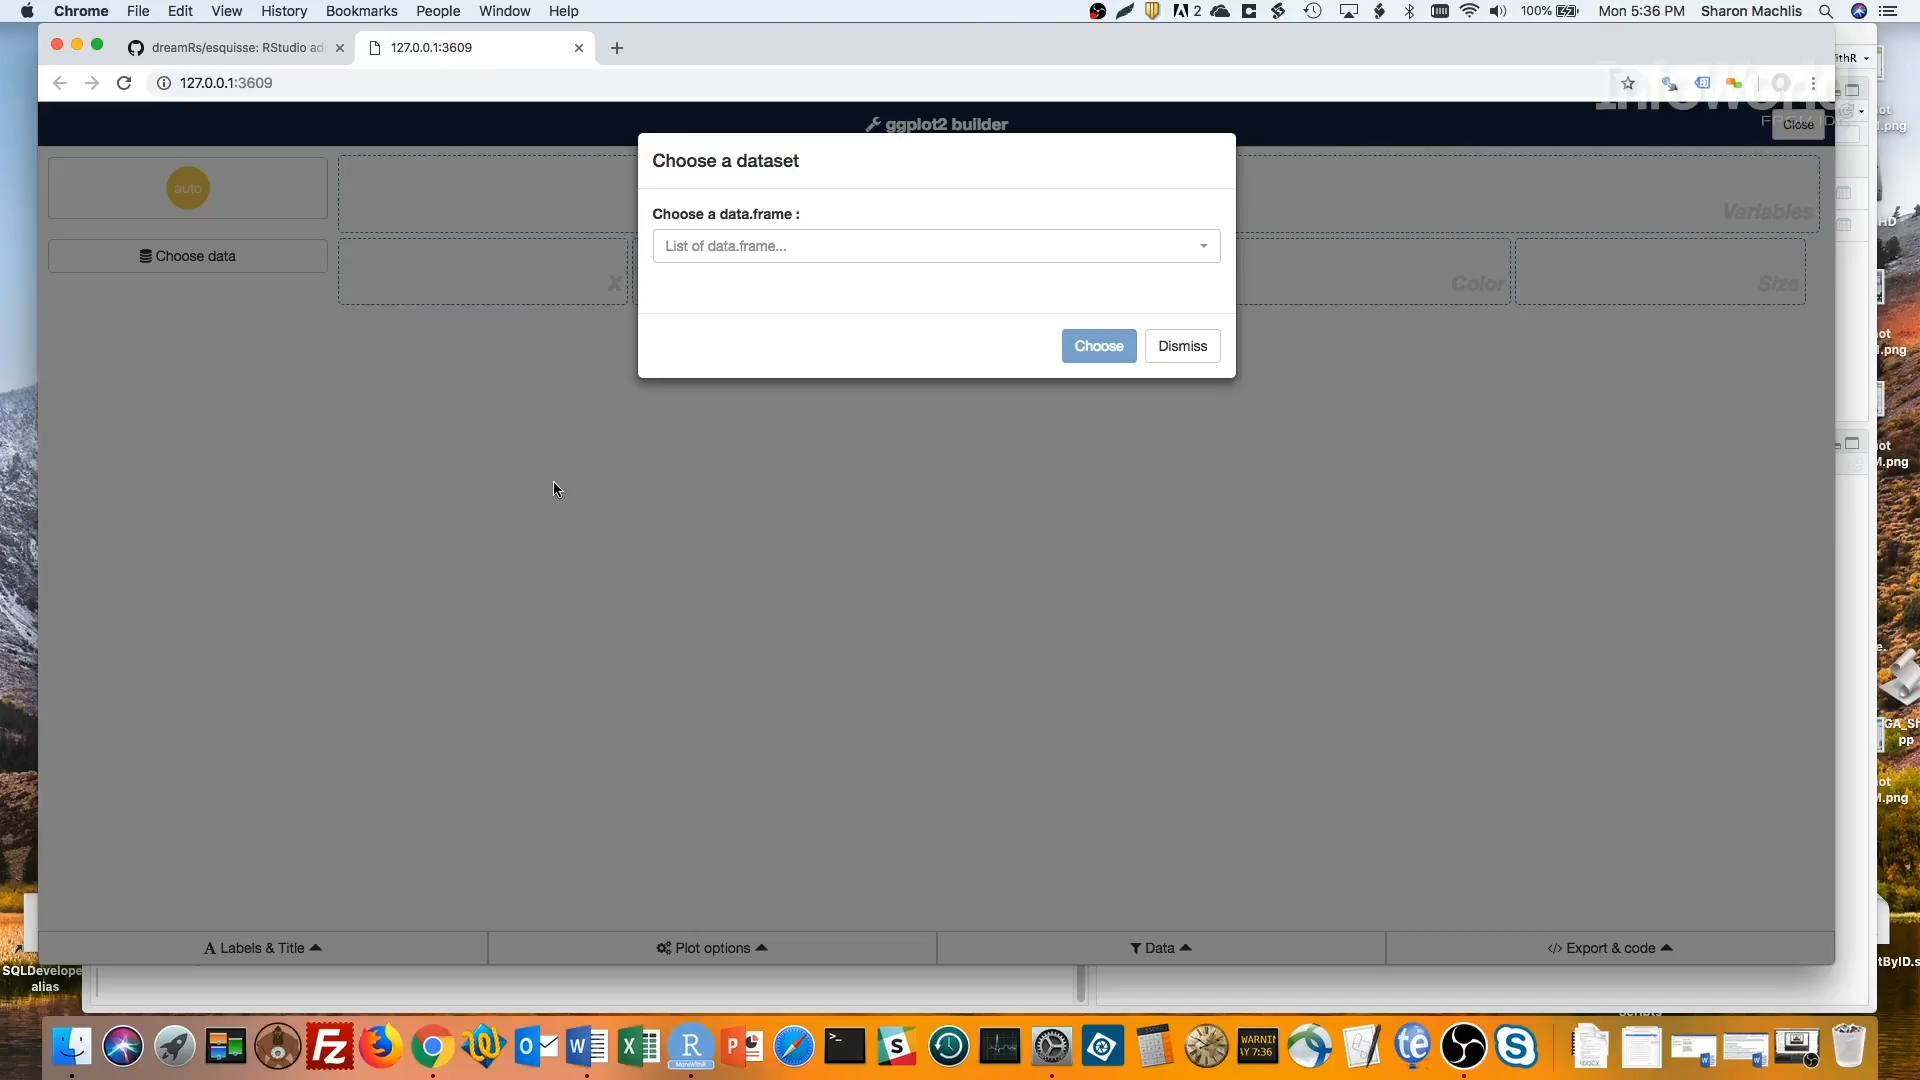 Chrome File Edit View History Bookmarks People Window Help 2 100% Mon 5:36 PM Sharon Machlis
dreamRs/esquisse: RStudio ad 127.0.0.1:3609
127.0.0.1:3609
InfoWorld
ggplot2 builder
Close
Choose a dataset
auto
Choose a data.frame :
Variables
List of data.frame...
Choose data
X
Color
Size
Choose Dismiss
Labels & Title
Plot options
Data
Export & code
SQLDevelope
alias